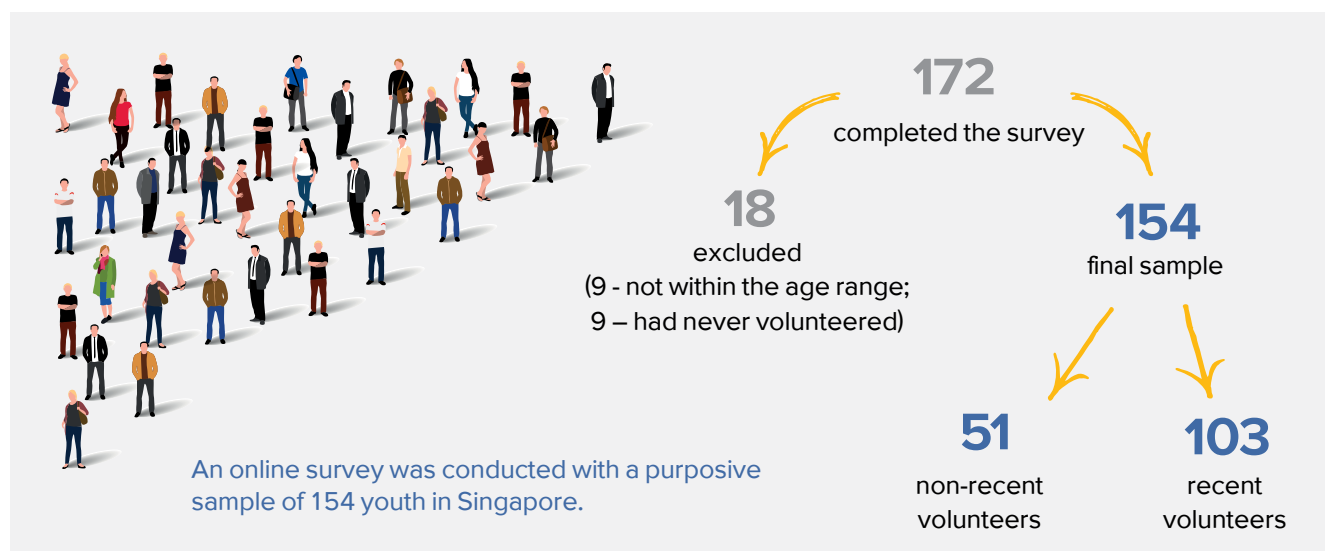 172
completed the survey
18
excluded
(9 - not within the age range;
9 – had never volunteered)
154
final sample
51
non-recent
volunteers
103
recent
volunteers
An online survey was conducted with a purposive
sample of 154 youth in Singapore.